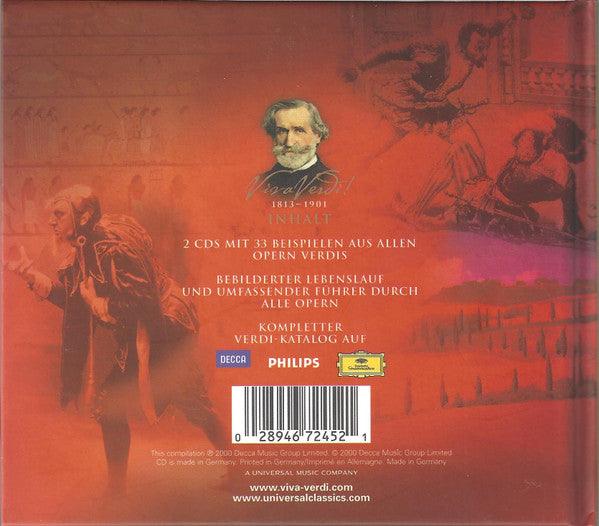 Viva Verdi!
1813-1901
INHALT
2 CDS MIT 33 BEISPIELEN AUS ALLEN
OPERN VERDIS
BEBILDERTER LEBENSLAUF
UND UMFASSENDER FÜHRER DURCH
ALLE OPERN
KOMPLETTER
VERDI-KATALOG AUF
DECCA
PHILIPS
Deutsche
Grammophon
0 28946 72452 1
This compilation ℗ 2000 Decca Music Group Limited. © 2000 Decca Music Group Limited
CD is made in Germany. Printed in Germany/Imprimé en Allemagne. Made in Germany
A UNIVERSAL MUSIC COMPANY
www.viva-verdi.com
www.universalclassics.com